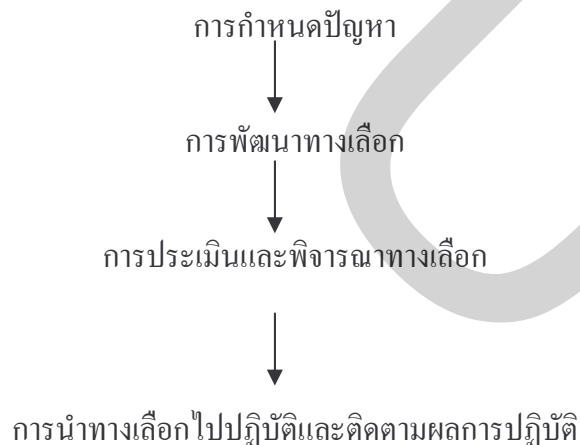 การกำหนดปัญหา
การพัฒนาทางเลือก
การประเมินและพิจารณาทางเลือก
การนำทางเลือกไปปฏิบัติและติดตามผลการปฏิบัติ